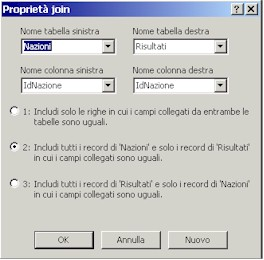 Proprietà join
Nome tabella sinistra Nome tabella destra
Nazioni Risultati
Nome colonna sinistra Nome colonna destra
IdNazione IdNazione
1: Includi solo le righe in cui i campi collegati da entrambe le
tabelle sono uguali.
2: Includi tutti i record di 'Nazioni' e solo i record di 'Risultati'
in cui i campi collegati sono uguali.
3: Includi tutti i record di 'Risultati' e solo i record di 'Nazioni'
in cui i campi collegati sono uguali.
OK Annulla Nuovo